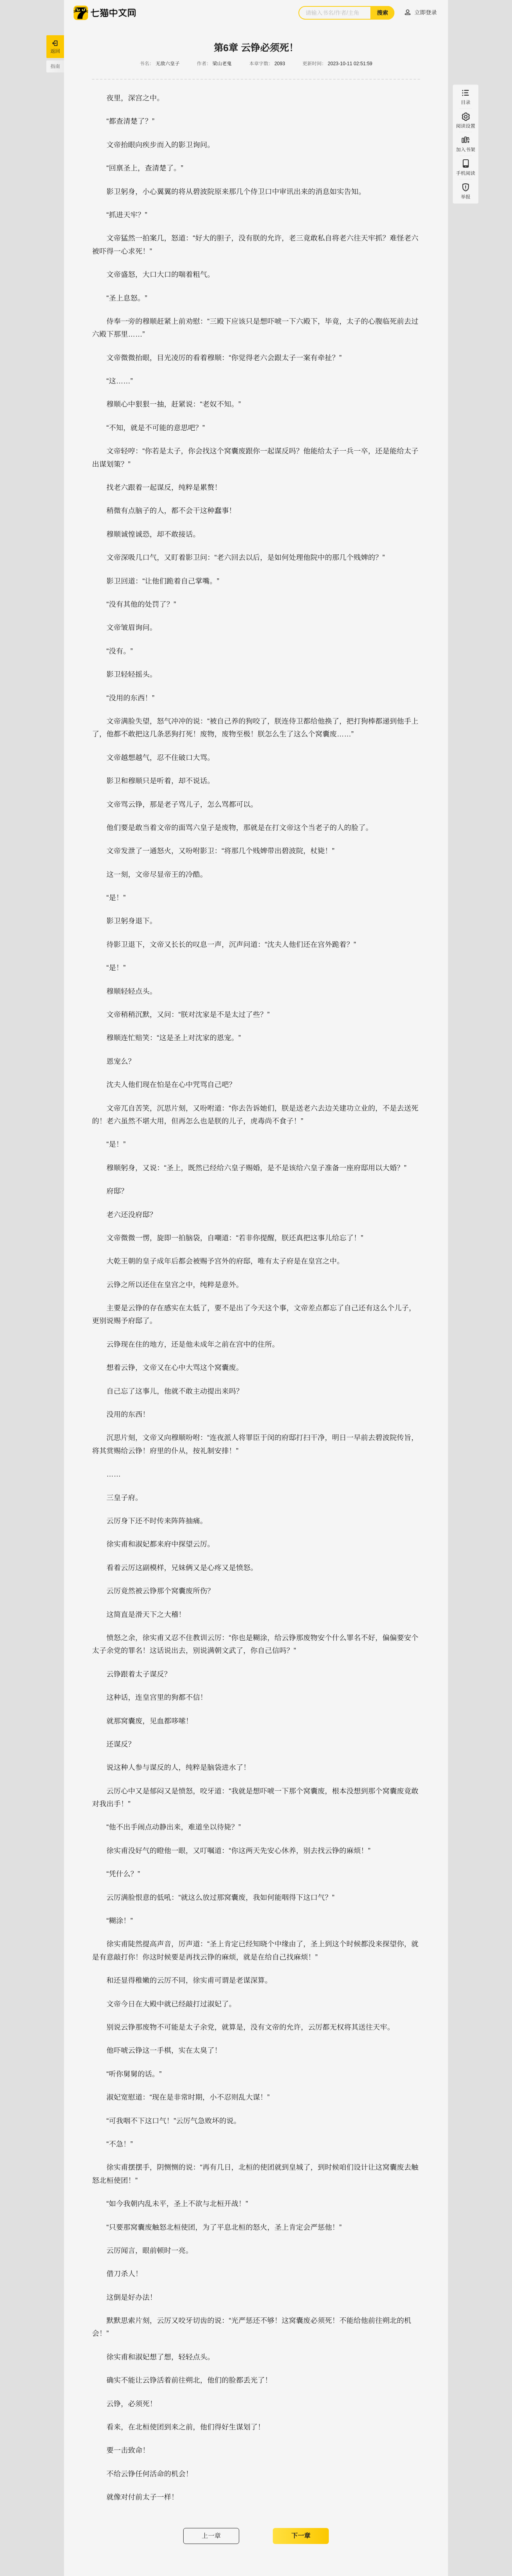 七猫中文网
请输入书名|作者|主角
搜索
立即登录
返回
指南
目录
阅读设置
加入书架
手机阅读
举报
第6章 云铮必须死！
书名： 无敌六皇子 作者： 梁山老鬼 本章字数： 2093 更新时间： 2023-10-11 02:51:59
夜里，深宫之中。
“都查清楚了？”
文帝抬眼向疾步而入的影卫询问。
“回禀圣上，查清楚了。”
影卫躬身，小心翼翼的将从碧波院原来那几个侍卫口中审讯出来的消息如实告知。
“抓进天牢？”
文帝猛然一拍案几，怒道：“好大的胆子，没有朕的允许，老三竟敢私自将老六往天牢抓？难怪老六
被吓得一心求死！”
文帝盛怒，大口大口的喘着粗气。
“圣上息怒。”
侍奉一旁的穆顺赶紧上前劝慰：“三殿下应该只是想吓唬一下六殿下，毕竟，太子的心腹临死前去过
六殿下那里……”
文帝微微抬眼，目光凌厉的看着穆顺：“你觉得老六会跟太子一案有牵扯？”
“这……”
穆顺心中狠狠一抽，赶紧说：“老奴不知。”
“不知，就是不可能的意思吧？”
文帝轻哼：“你若是太子，你会找这个窝囊废跟你一起谋反吗？他能给太子一兵一卒，还是能给太子
出谋划策？”
找老六跟着一起谋反，纯粹是累赘！
稍微有点脑子的人，都不会干这种蠢事！
穆顺诚惶诚恐，却不敢接话。
文帝深吸几口气，又盯着影卫问：“老六回去以后，是如何处理他院中的那几个贱婢的？”
影卫回道：“让他们跪着自己掌嘴。”
“没有其他的处罚了？”
文帝皱眉询问。
“没有。”
影卫轻轻摇头。
“没用的东西！”
文帝满脸失望，怒气冲冲的说：“被自己养的狗咬了，朕连侍卫都给他换了，把打狗棒都递到他手上
了，他都不敢把这几条恶狗打死！废物，废物至极！朕怎么生了这么个窝囊废……”
文帝越想越气，忍不住破口大骂。
影卫和穆顺只是听着，却不说话。
文帝骂云铮，那是老子骂儿子，怎么骂都可以。
他们要是敢当着文帝的面骂六皇子是废物，那就是在打文帝这个当老子的人的脸了。
文帝发泄了一通怒火，又吩咐影卫：“将那几个贱婢带出碧波院，杖毙！”
这一刻，文帝尽显帝王的冷酷。
“是！”
影卫躬身退下。
待影卫退下，文帝又长长的叹息一声，沉声问道：“沈夫人他们还在宫外跪着？”
“是！”
穆顺轻轻点头。
文帝稍稍沉默，又问：“朕对沈家是不是太过了些？”
穆顺连忙赔笑：“这是圣上对沈家的恩宠。”
恩宠么？
沈夫人他们现在怕是在心中咒骂自己吧？
文帝兀自苦笑，沉思片刻，又吩咐道：“你去告诉她们，朕是送老六去边关建功立业的，不是去送死
的！老六虽然不堪大用，但再怎么也是朕的儿子，虎毒尚不食子！”
“是！”
穆顺躬身，又说：“圣上，既然已经给六皇子赐婚，是不是该给六皇子准备一座府邸用以大婚？”
府邸？
老六还没府邸？
文帝微微一愣，旋即一拍脑袋，自嘲道：“若非你提醒，朕还真把这事儿给忘了！”
大乾王朝的皇子成年后都会被赐予宫外的府邸，唯有太子府是在皇宫之中。
云铮之所以还住在皇宫之中，纯粹是意外。
主要是云铮的存在感实在太低了，要不是出了今天这个事，文帝差点都忘了自己还有这么个儿子，
更别说赐予府邸了。
云铮现在住的地方，还是他未成年之前在宫中的住所。
想着云铮，文帝又在心中大骂这个窝囊废。
自己忘了这事儿，他就不敢主动提出来吗？
没用的东西！
沉思片刻，文帝又向穆顺吩咐：“连夜派人将罪臣于闵的府邸打扫干净，明日一早前去碧波院传旨，
将其赏赐给云铮！府里的仆从，按礼制安排！”
……
三皇子府。
云厉身下还不时传来阵阵抽痛。
徐实甫和淑妃都来府中探望云厉。
看着云厉这副模样，兄妹俩又是心疼又是愤怒。
云厉竟然被云铮那个窝囊废所伤？
这简直是滑天下之大稽！
愤怒之余，徐实甫又忍不住教训云厉：“你也是糊涂，给云铮那废物安个什么罪名不好，偏偏要安个
太子余党的罪名！这话说出去，别说满朝文武了，你自己信吗？”
云铮跟着太子谋反？
这种话，连皇宫里的狗都不信！
就那窝囊废，见血都哆嗦！
还谋反？
说这种人参与谋反的人，纯粹是脑袋进水了！
云厉心中又是郁闷又是愤怒，咬牙道：“我就是想吓唬一下那个窝囊废，根本没想到那个窝囊废竟敢
对我出手！”
“他不出手闹点动静出来，难道坐以待毙？”
徐实甫没好气的瞪他一眼，又叮嘱道：“你这两天先安心休养，别去找云铮的麻烦！”
“凭什么？”
云厉满脸恨意的低吼：“就这么放过那窝囊废，我如何能咽得下这口气？”
“糊涂！”
徐实甫陡然提高声音，厉声道：“圣上肯定已经知晓个中缘由了，圣上到这个时候都没来探望你，就
是有意敲打你！你这时候要是再找云铮的麻烦，就是在给自己找麻烦！”
和还显得稚嫩的云厉不同，徐实甫可谓是老谋深算。
文帝今日在大殿中就已经敲打过淑妃了。
别说云铮那废物不可能是太子余党，就算是，没有文帝的允许，云厉都无权将其送往天牢。
他吓唬云铮这一手棋，实在太臭了！
“听你舅舅的话。”
淑妃宽慰道：“现在是非常时期，小不忍则乱大谋！”
“可我咽不下这口气！”云厉气急败坏的说。
“不急！”
徐实甫摆摆手，阴恻恻的说：“再有几日，北桓的使团就到皇城了，到时候咱们设计让这窝囊废去触
怒北桓使团！”
“如今我朝内乱未平，圣上不欲与北桓开战！”
“只要那窝囊废触怒北桓使团，为了平息北桓的怒火，圣上肯定会严惩他！”
云厉闻言，眼前顿时一亮。
借刀杀人！
这倒是好办法！
默默思索片刻，云厉又咬牙切齿的说：“光严惩还不够！这窝囊废必须死！不能给他前往朔北的机
会！”
徐实甫和淑妃想了想，轻轻点头。
确实不能让云铮活着前往朔北，他们的脸都丢光了！
云铮，必须死！
看来，在北桓使团到来之前，他们得好生谋划了！
要一击致命！
不给云铮任何活命的机会！
就像对付前太子一样！
上一章
下一章